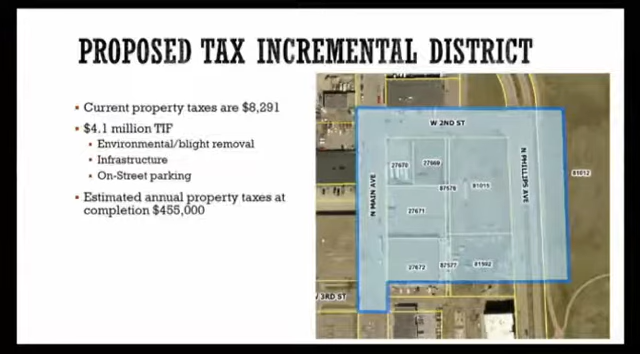 PROPOSED TAX INCREMENTAL DISTRICT
Current property taxes are $8,291
$4.1 million TIF
Environmental/blight removal
Infrastructure
On-Street parking
Estimated annual property taxes at
completion $455,000
W 2ND ST
N MAIN AVE
N PHILLIPS AVE
27670
27669
87576
81015
81012
27671
27672
87577
81502
3RD ST